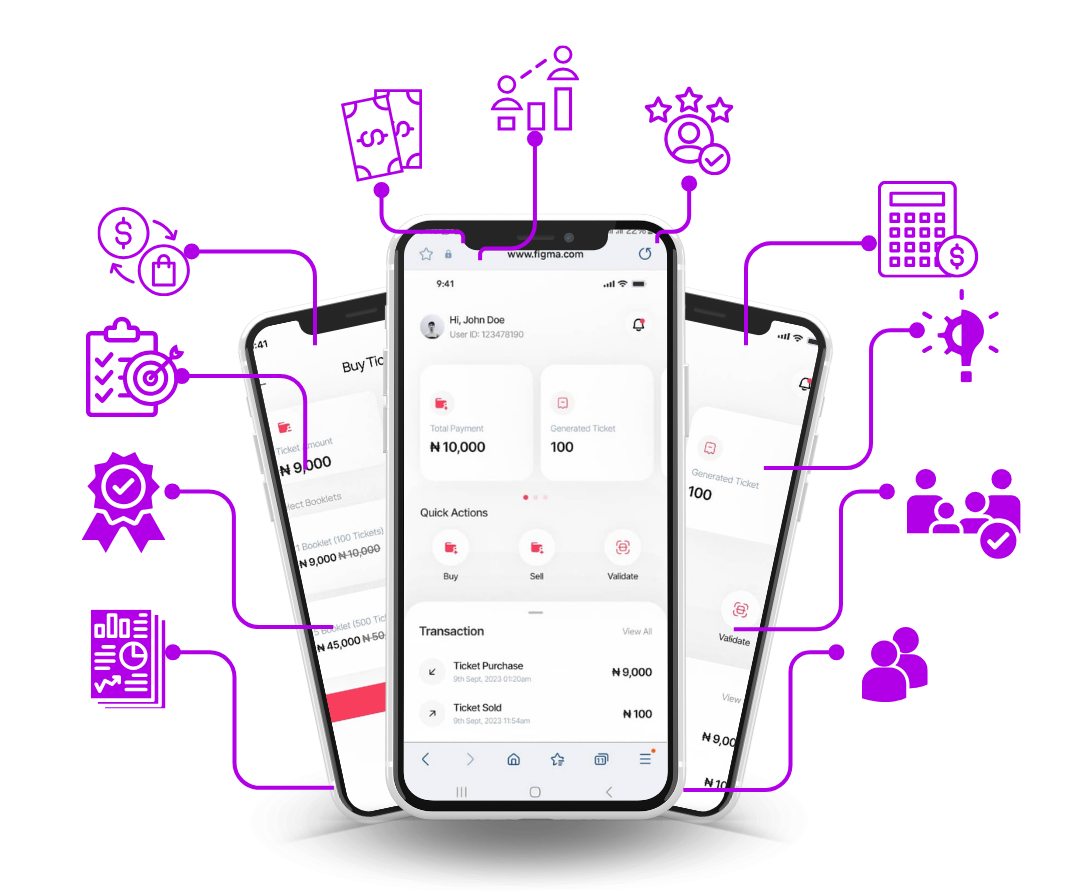 22%
www.figma.com
9:41
Hi, John Doe
User ID: 123478190
Total Payment
₦ 10,000
Generated Ticket
100
Quick Actions
Buy
Sell
Validate
Transaction
View All
Ticket Purchase
9th Sept, 2023 01:20am
₦ 9,000
Ticket Sold
9th Sept, 2023 11:54am
₦ 100
:41
Buy Tic
Ticket Amount
₦ 9,000
lect Booklets
1 Booklet (100 Tickets)
₦ 9,000 ₦ 10,000
5 Booklet (500 Tick
₦ 45,000 ₦ 50
Generated Ticket
100
Validate
View
₦ 9,00
₦ 10